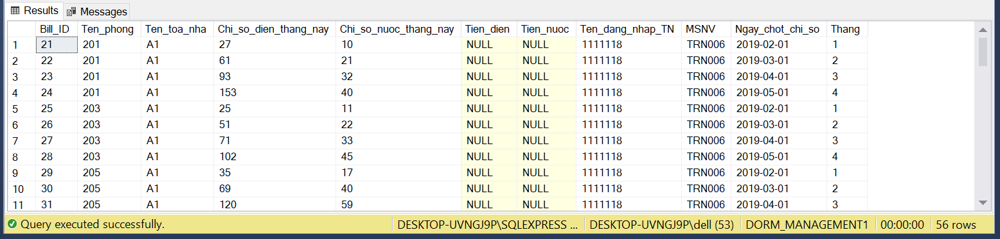 Results Messages
Bill_ID Ten_phong Ten_toa_nha Chi_so_dien_thang_nay Chi_so_nuoc_thang_nay Tien_dien Tien_nuoc Ten_dang_nhap_TN MSNV Ngay_chot_chi_so Thang
1 21 201 A1 27 10 NULL NULL 1111118 TRN006 2019-02-01 1
2 22 201 A1 61 21 NULL NULL 1111118 TRN006 2019-03-01 2
3 23 201 A1 93 32 NULL NULL 1111118 TRN006 2019-04-01 3
4 24 201 A1 153 40 NULL NULL 1111118 TRN006 2019-05-01 4
5 25 203 A1 25 11 NULL NULL 1111118 TRN006 2019-02-01 1
6 26 203 A1 51 22 NULL NULL 1111118 TRN006 2019-03-01 2
7 27 203 A1 71 33 NULL NULL 1111118 TRN006 2019-04-01 3
8 28 203 A1 102 45 NULL NULL 1111118 TRN006 2019-05-01 4
9 29 205 A1 35 17 NULL NULL 1111118 TRN006 2019-02-01 1
10 30 205 A1 69 40 NULL NULL 1111118 TRN006 2019-03-01 2
11 31 205 A1 120 59 NULL NULL 1111118 TRN006 2019-04-01 3
Query executed successfully. DESKTOP-UVNGJ9P\SQLEXPRESS ... DESKTOP-UVNGJ9P\dell (53) DORM_MANAGEMENT1 00:00:00 56 rows